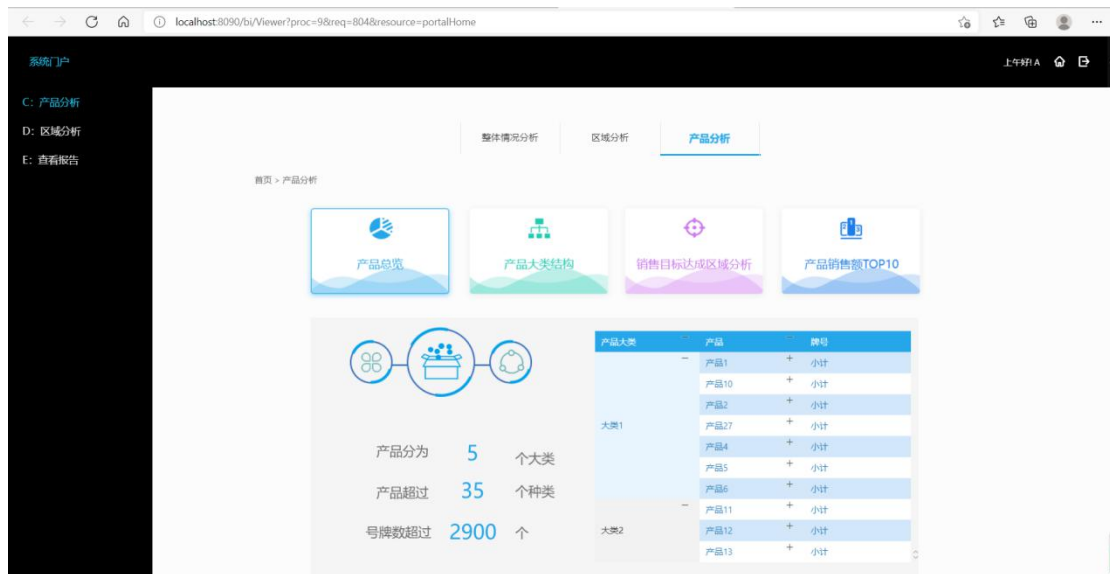 localhost:8090/bi/Viewer?proc=9&req=804&resource=portalHome
系统门户
上午好! A
C: 产品分析
D: 区域分析
E: 查看报告
整体情况分析 区域分析 产品分析
首页 > 产品分析
产品总览 产品大类结构 销售目标达成区域分析 产品销售额TOP10
产品大类 产品 牌号
大类1
产品1 + 小计
产品10 + 小计
产品2 + 小计
产品27 + 小计
产品4 + 小计
产品5 + 小计
产品6 + 小计
大类2
产品11 + 小计
产品12 + 小计
产品13 + 小计
产品分为 5 个大类
产品超过 35 个种类
号牌数超过 2900 个